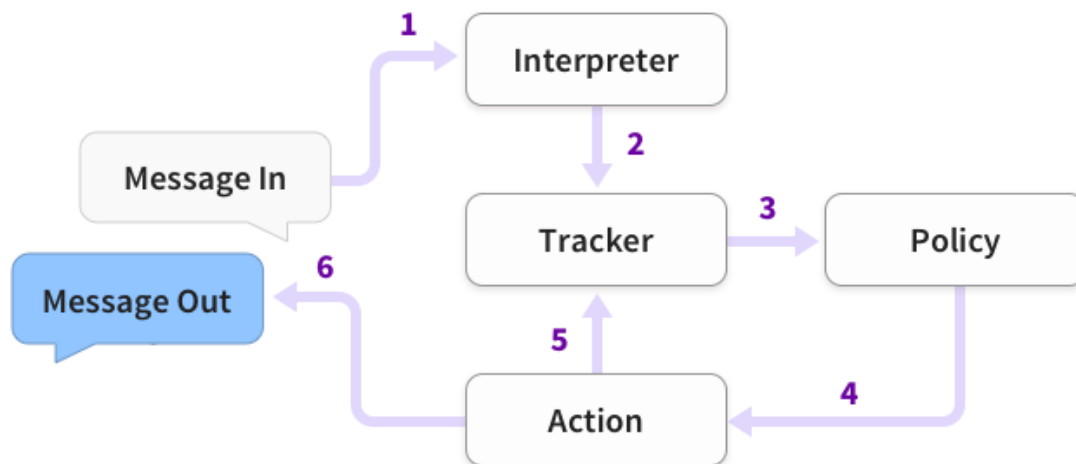 1
Interpreter
2
Message In
Tracker
3
Policy
6
Message Out
5
4
Action